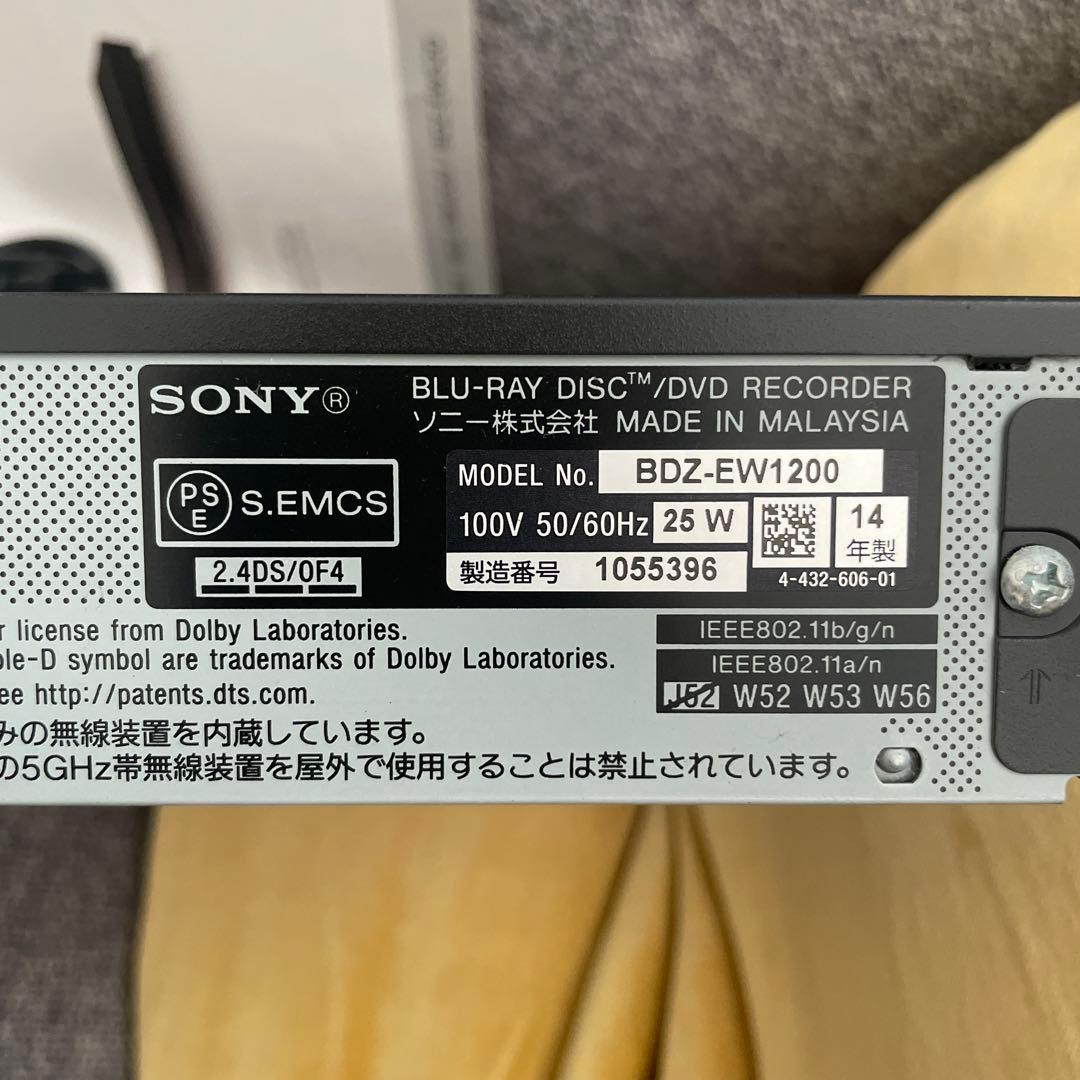 SONY®
BLU-RAY DISC™/DVD RECORDER
ソニー株式会社 MADE IN MALAYSIA
PSE S.EMCS
MODEL No. BDZ-EW1200
100V 50/60Hz 25 W
14
年製
2.4DS/OF4
製造番号 1055396
4-432-606-01
license from Dolby Laboratories.
symbol are trademarks of Dolby Laboratories.
http://patents.dts.com.
IEEE802.11b/g/n
IEEE802.11a/n
J52 W52 W53 W56
みの無線装置を内蔵しています。
の5GHz帯無線装置を屋外で使用することは禁止されています。